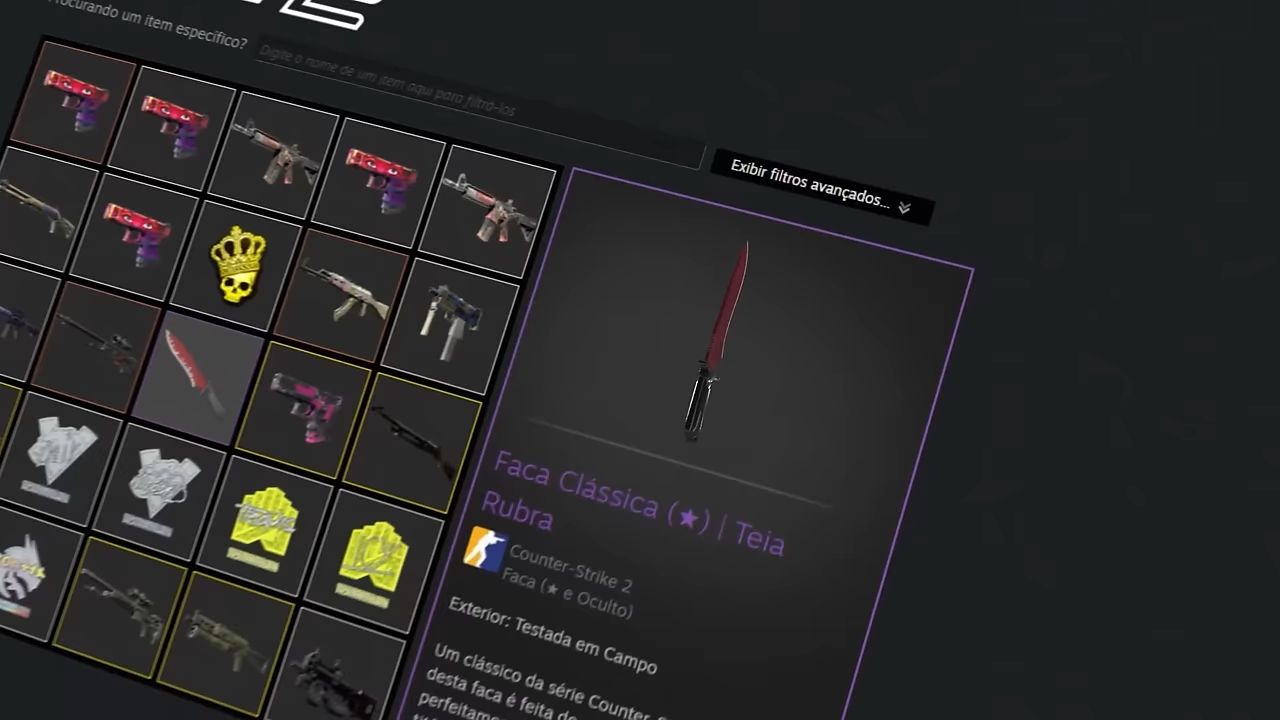 Procurando um item específico?
Digite o nome de um item aqui para filtrá-los
Exibir filtros avançados...
Faca Clássica (★) | Teia
Rubra
Counter-Strike 2
Faca (★ e Oculto)
Exterior: Testada em Campo
Um clássico da série Counter-S
desta faca é feita de
perfeitame